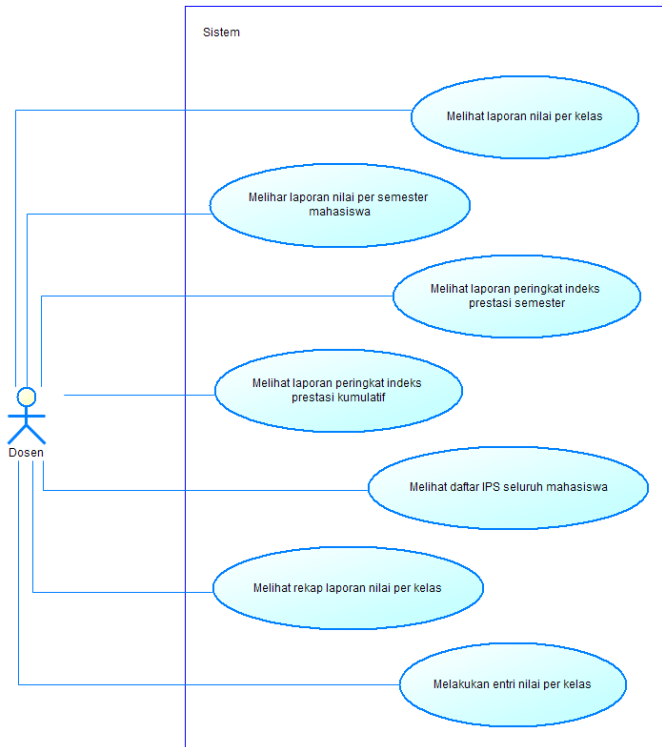 Sistem
Melihat laporan nilai per kelas
Melihar laporan nilai per semester
mahasiswa
Melihat laporan peringkat indeks
prestasi semester
Melihat laporan peringkat indeks
prestasi kumulatif
Dosen
Melihat daftar IPS seluruh mahasiswa
Melihat rekap laporan nilai per kelas
Melakukan entri nilai per kelas